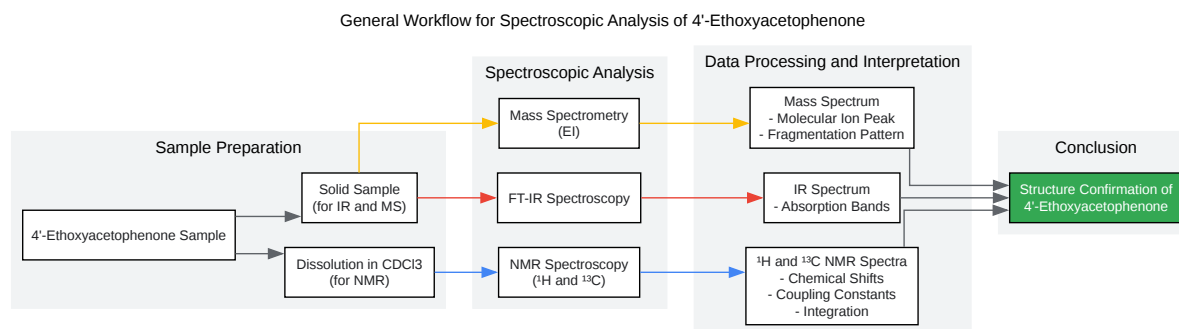 General Workflow for Spectroscopic Analysis of 4'-Ethoxyacetophenone
Sample Preparation
4'-Ethoxyacetophenone Sample
Solid Sample
(for IR and MS)
Dissolution in CDCl3
(for NMR)
Spectroscopic Analysis
Mass Spectrometry
(EI)
FT-IR Spectroscopy
NMR Spectroscopy
(¹H and ¹³C)
Data Processing and Interpretation
Mass Spectrum
- Molecular Ion Peak
- Fragmentation Pattern
IR Spectrum
- Absorption Bands
¹H and ¹³C NMR Spectra
- Chemical Shifts
- Coupling Constants
- Integration
Conclusion
Structure Confirmation of
4'-Ethoxyacetophenone